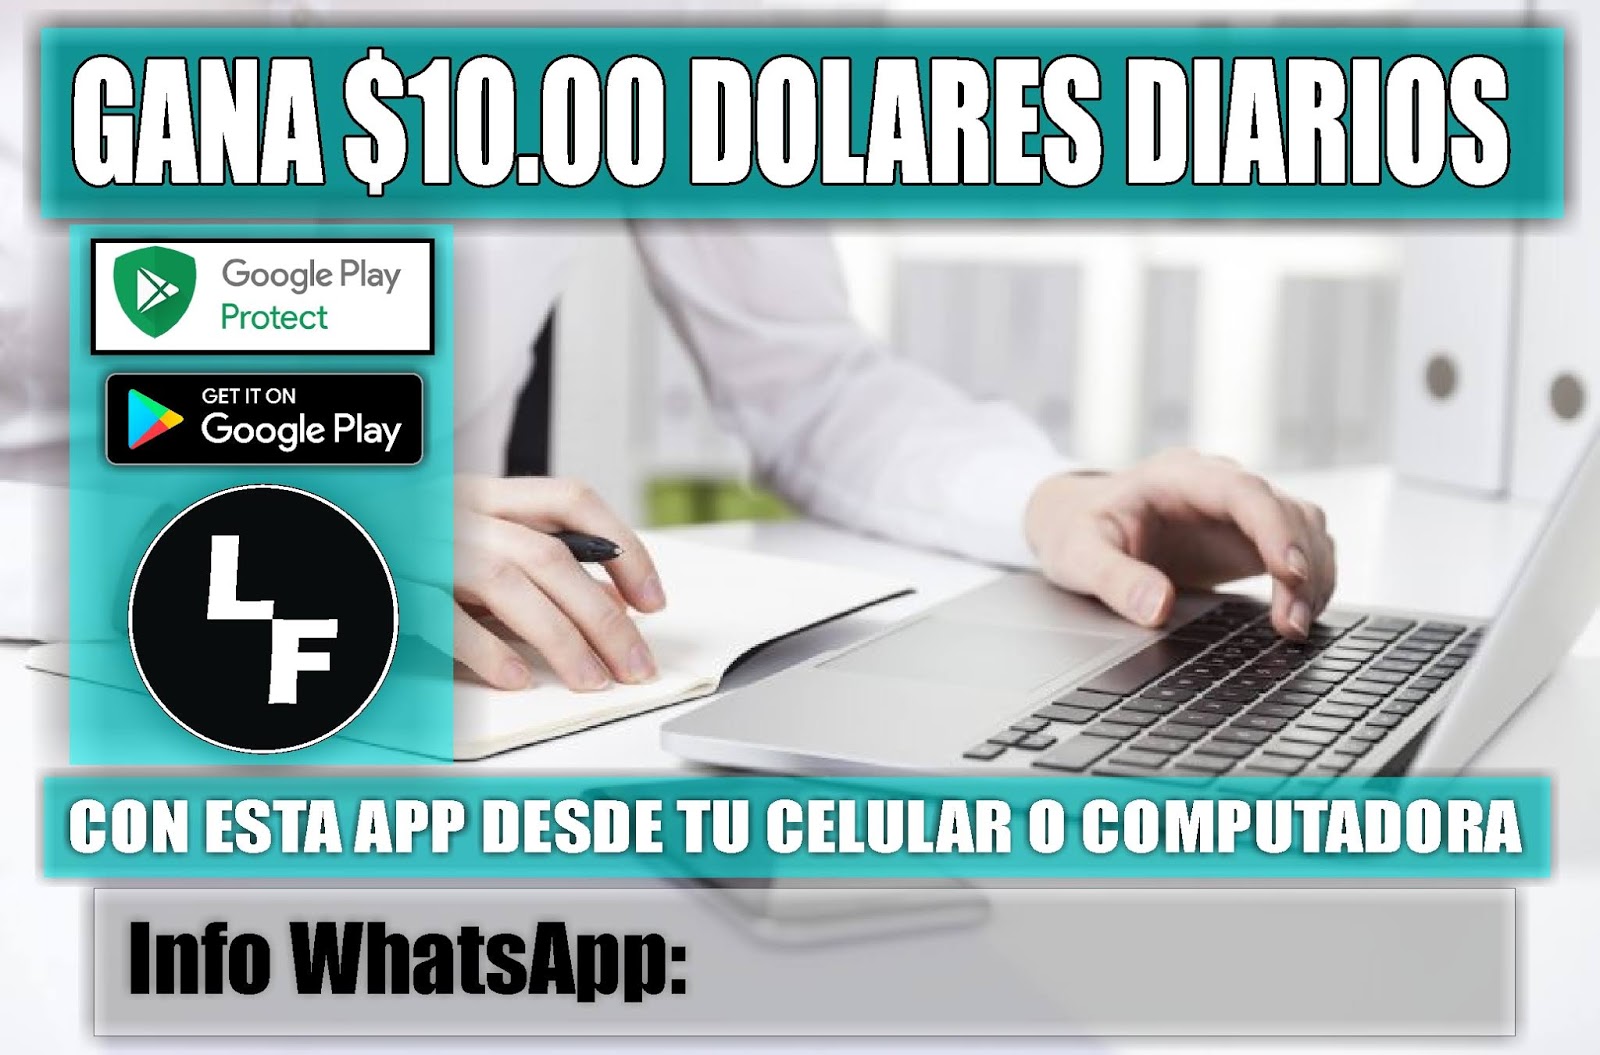 GANA $10.00 DOLARES DIARIOS
Google Play
Protect
GET IT ON
Google Play
L
F
CON ESTA APP DESDE TU CELULAR O COMPUTADORA
Info WhatsApp: